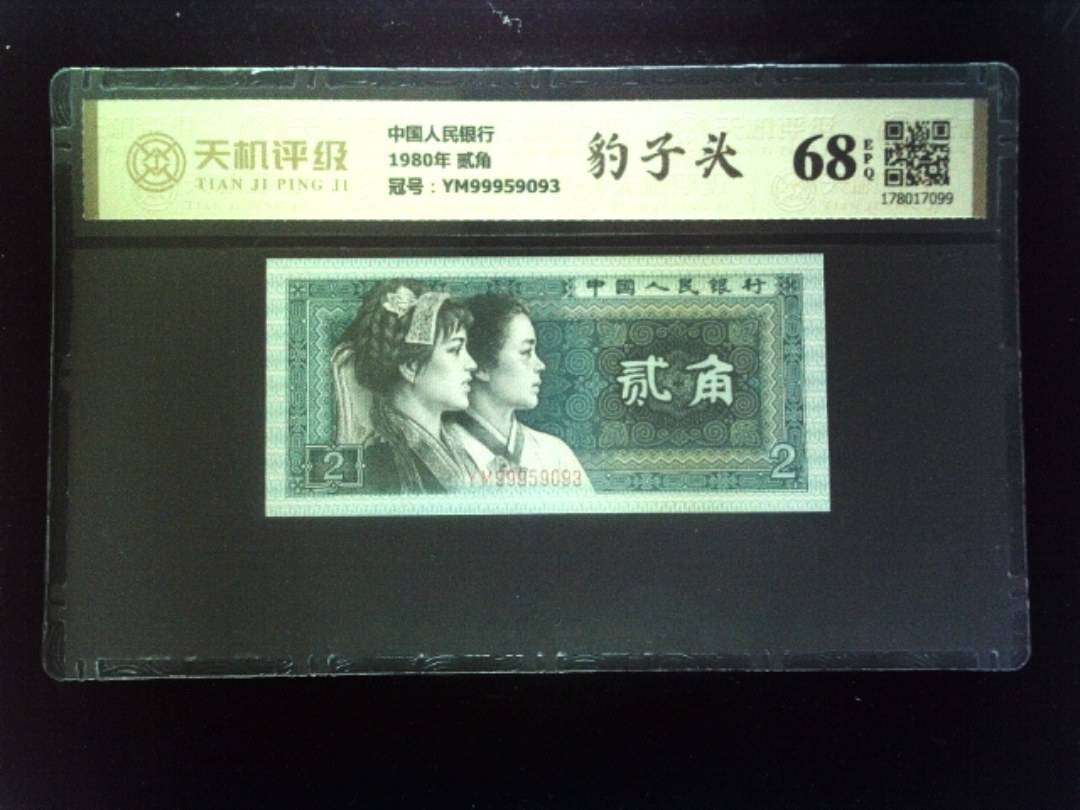 天机评级
TIAN JI PING JI
中国人民银行
1980年 贰角
冠号：YM99959093
豹子头
68
EPQ
178017099
中国人民银行
贰角
2
2
YM99959093